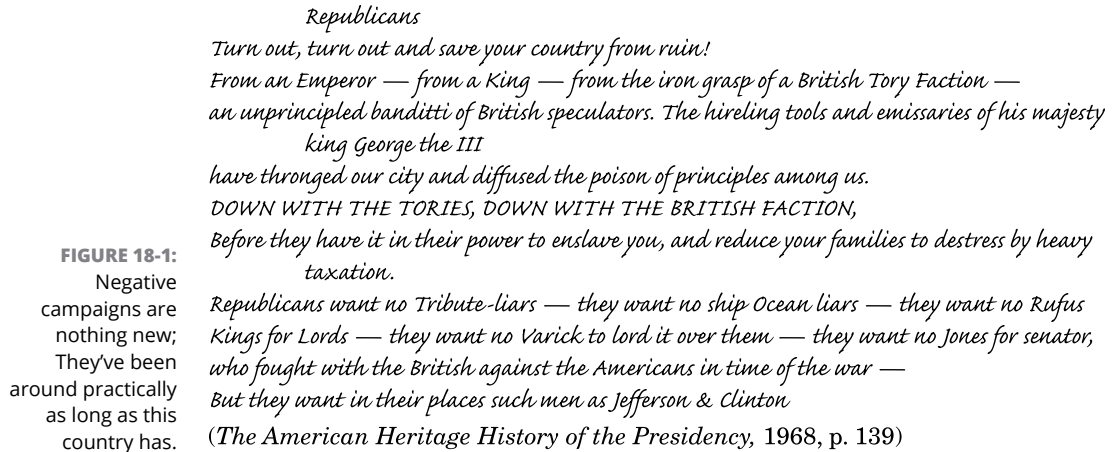 Republicans
Turn out, turn out and save your country from ruin!
From an Emperor — from a King — from the iron grasp of a British Tory Faction —
an unprincipled banditti of British speculators. The hireling tools and emissaries of his majesty
king George the III
have thronged our city and diffused the poison of principles among us.
DOWN WITH THE TORIES, DOWN WITH THE BRITISH FACTION,
Before they have it in their power to enslave you, and reduce your families to destress by heavy
taxation.
Republicans want no Tribute-liars — they want no ship Ocean liars — they want no Rufus
Kings for Lords — they want no Varick to lord it over them — they want no Jones for senator,
who fought with the British against the Americans in time of the war —
But they want in their places such men as Jefferson & Clinton
(The American Heritage History of the Presidency, 1968, p. 139)
FIGURE 18-1:
Negative
campaigns are
nothing new;
They've been
around practically
as long as this
country has.